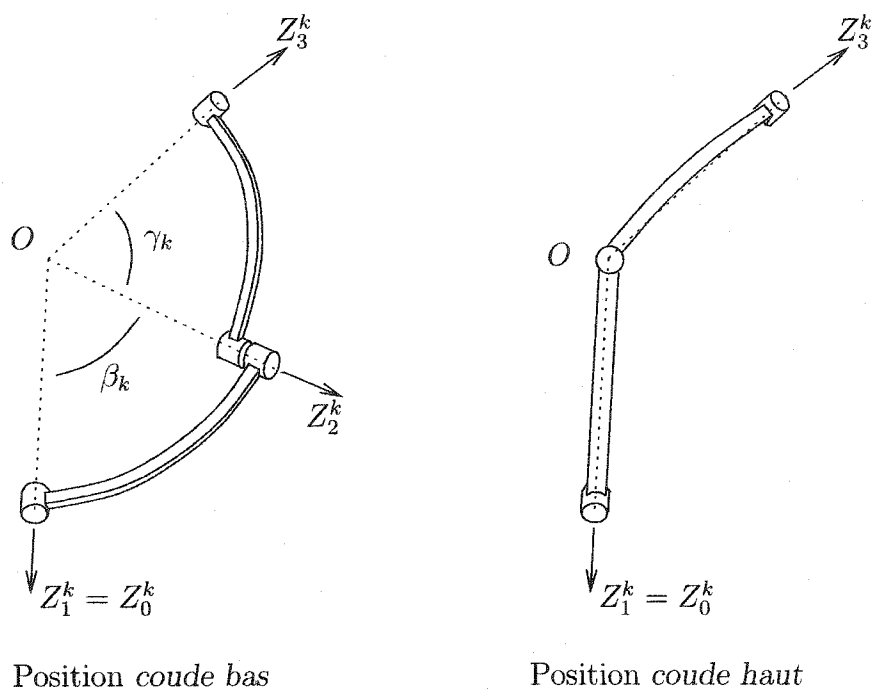 Z_3^k
Z_3^k
O
γ_k
O
β_k
Z_2^k
Z_1^k = Z_0^k
Z_1^k = Z_0^k
Position coude bas
Position coude haut